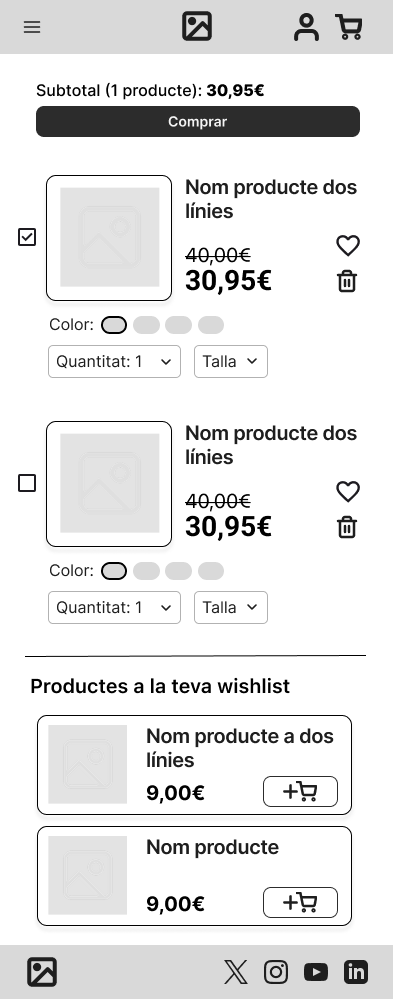 Subtotal (1 producte): 30,95€
Comprar
Nom producte dos
línies
40,00€
30,95€
Color:
Quantitat: 1
Talla
Nom producte dos
línies
40,00€
30,95€
Color:
Quantitat: 1
Talla
Productes a la teva wishlist
Nom producte a dos
línies
9,00€
Nom producte
9,00€